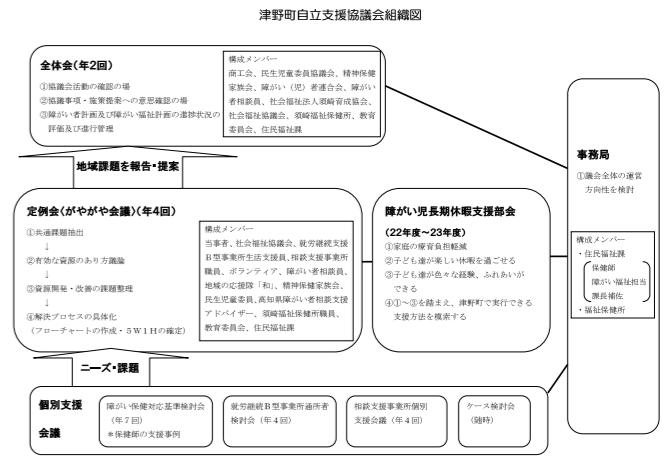 津野町自立支援協議会組織図
全体会(年2回)
①協議会活動の確認の場
②協議事項・施策提案への意思確認の場
③障がい者計画及び障がい福祉計画の進捗状況の
評価及び進行管理
構成メンバー
商工会、民生児童委員協議会、精神保健
家族会、障がい（児）者連合会、障がい
者相談員、社会福祉法人須崎育成協会、
社会福祉協議会、須崎福祉保健所、教育
委員会、住民福祉課
地域課題を報告・提案
定例会(がやがや会議)(年4回)
①共通課題抽出
↓
②有効な資源のあり方議論
↓
③資源開発・改善の課題整理
↓
④解決プロセスの具体化
(フローチャートの作成・5W1Hの確定)
構成メンバー
当事者、社会福祉協議会、就労継続支援
B型事業所生活支援員、相談支援事業所
職員、ボランティア、障がい者相談員、
地域の応援隊「和」、精神保健家族会、
民生児童委員、高知県障がい者相談支援
アドバイザー、須崎福祉保健所職員、
教育委員会、住民福祉課
障がい児長期休暇支援部会
(22年度～23年度)
①家庭の療育負担軽減
②子ども達が楽しい休暇を過ごせる
③子ども達が色々な経験、ふれあいが
できる
④①～③を踏まえ、津野町で実行できる
支援方法を模索する
事務局
①議会全体の運営
方向性を検討
構成メンバー
・住民福祉課
保健師
障がい福祉担当
課長補佐
・福祉保健所
ニーズ・課題
個別支援
会議
障がい保健対応基準検討会
(年7回)
＊保健師の支援事例
就労継続B型事業所通所者
検討会(年4回)
相談支援事業所個別
支援会議(年4回)
ケース検討会
(随時)